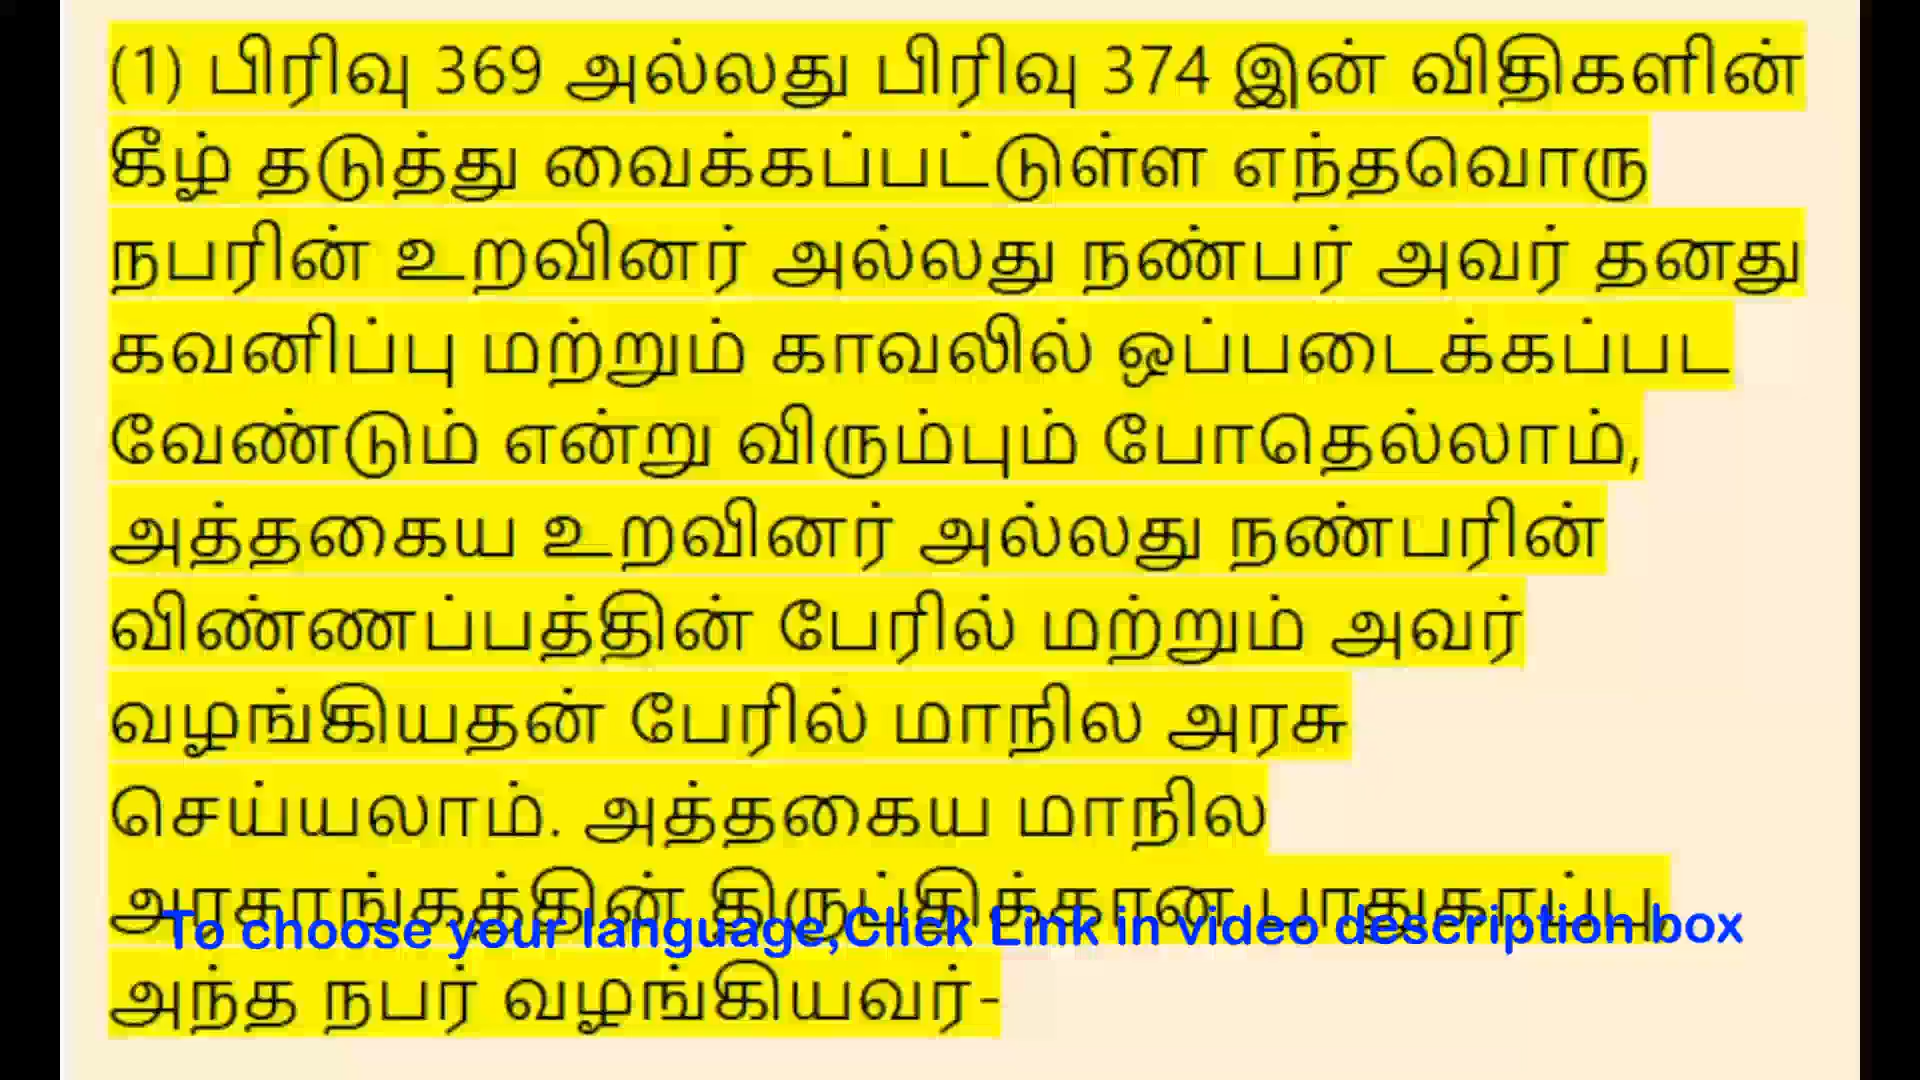 (1) பிரிவு 369 அல்லது பிரிவு 374 இன் விதிகளின்
கீழ் தடுத்து வைக்கப்பட்டுள்ள எந்தவொரு
நபரின் உறவினர் அல்லது நண்பர் அவர் தனது
கவனிப்பு மற்றும் காவலில் ஒப்படைக்கப்பட
வேண்டும் என்று விரும்பும் போதெல்லாம்,
அத்தகைய உறவினர் அல்லது நண்பரின்
விண்ணப்பத்தின் பேரில் மற்றும் அவர்
வழங்கியதன் பேரில் மாநில அரசு
செய்யலாம். அத்தகைய மாநில
அரசாங்கத்தின் திருப்திக்கான பாதுகாப்பு,
To choose your language,Click Link in video description box
அந்த நபர் வழங்கியவர்-